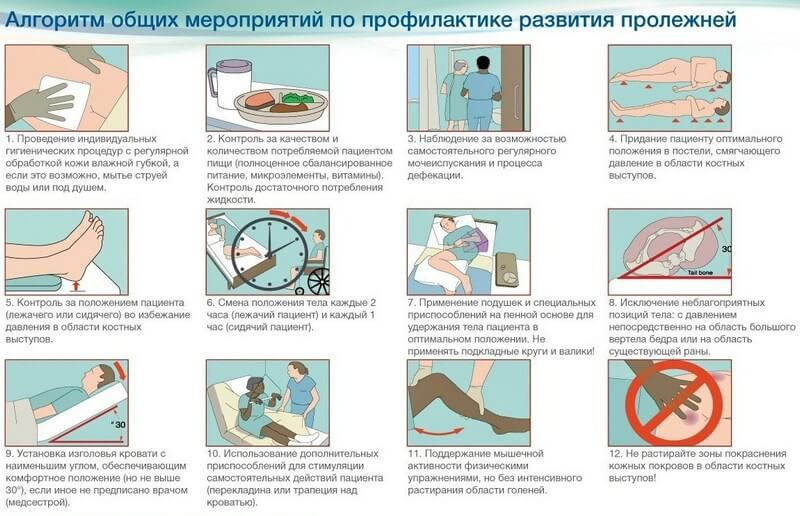 Алгоритм общих мероприятий по профилактике развития пролежней
1. Проведение индивидуальных
гигиенических процедур с регулярной
обработкой кожи влажной губкой, а
если это возможно, мытье струей
воды или под душем.
2. Контроль за качеством и
количеством потребляемой пациентом
пищи (полноценное сбалансированное
питание, микроэлементы, витамины).
Контроль достаточного потребления
жидкости.
3. Наблюдение за возможностью
самостоятельного регулярного
мочеиспускания и процесса
дефекации.
4. Придание пациенту оптимального
положения в постели, смягчающего
давление в области костных
выступов.
30
Tail bone
5. Контроль за положением пациента
(лежачего или сидячего) во избежание
давления в области костных
выступов.
6. Смена положения тела каждые 2
часа (лежачий пациент) и каждый 1
час (сидячий пациент).
7. Применение подушек и специальных
приспособлений на пенной основе для
удержания тела пациента в
оптимальном положении. Не
применять подкладные круги и валики!
8. Исключение неблагоприятных
позиций тела: с давлением
непосредственно на область большого
вертела бедра или на область
существующей раны.
°30
9. Установка изголовья кровати с
наименьшим углом, обеспечивающим
комфортное положение (но не выше
30°), если иное не предписано врачом
(медсестрой).
10. Использование дополнительных
приспособлений для стимуляции
самостоятельных действий пациента
(перекладина или трапеция над
кроватью).
11. Поддержание мышечной
активности физическими
упражнениями, но без интенсивного
растирания области голеней.
12. Не растирайте зоны покраснения
кожных покровов в области костных
выступов!